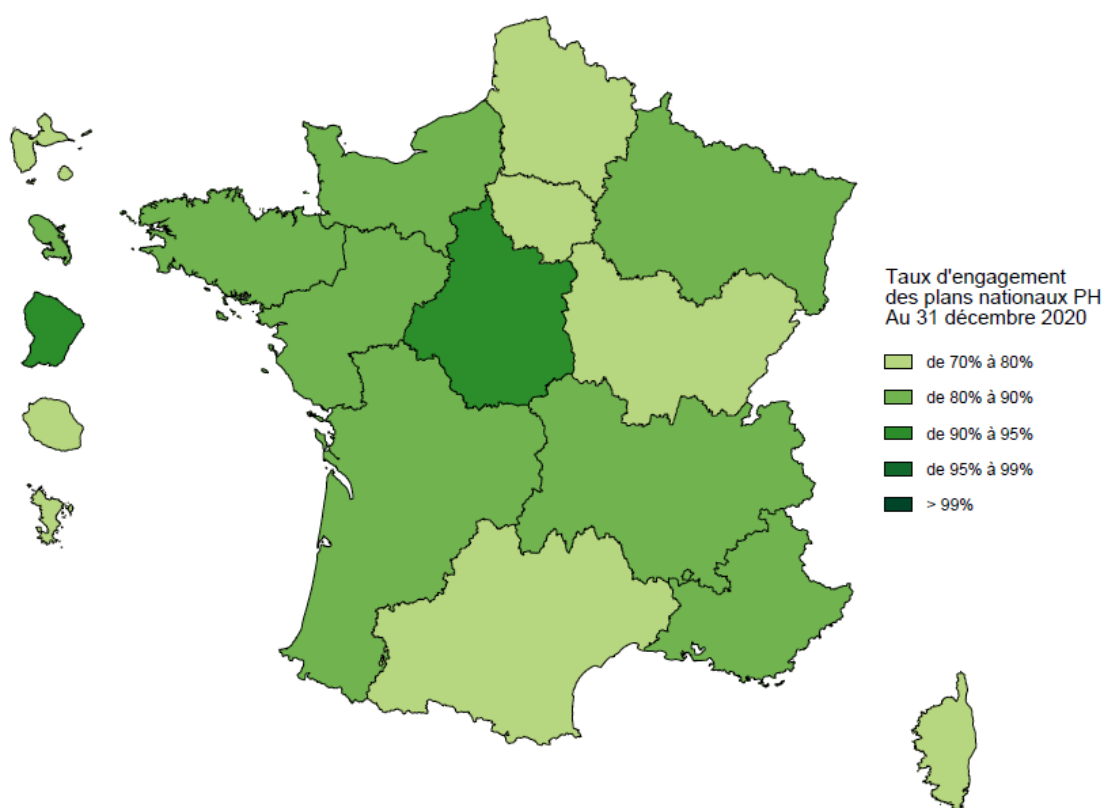 Taux d'engagement
des plans nationaux PH
Au 31 décembre 2020
de 70% à 80%
de 80% à 90%
de 90% à 95%
de 95% à 99%
> 99%